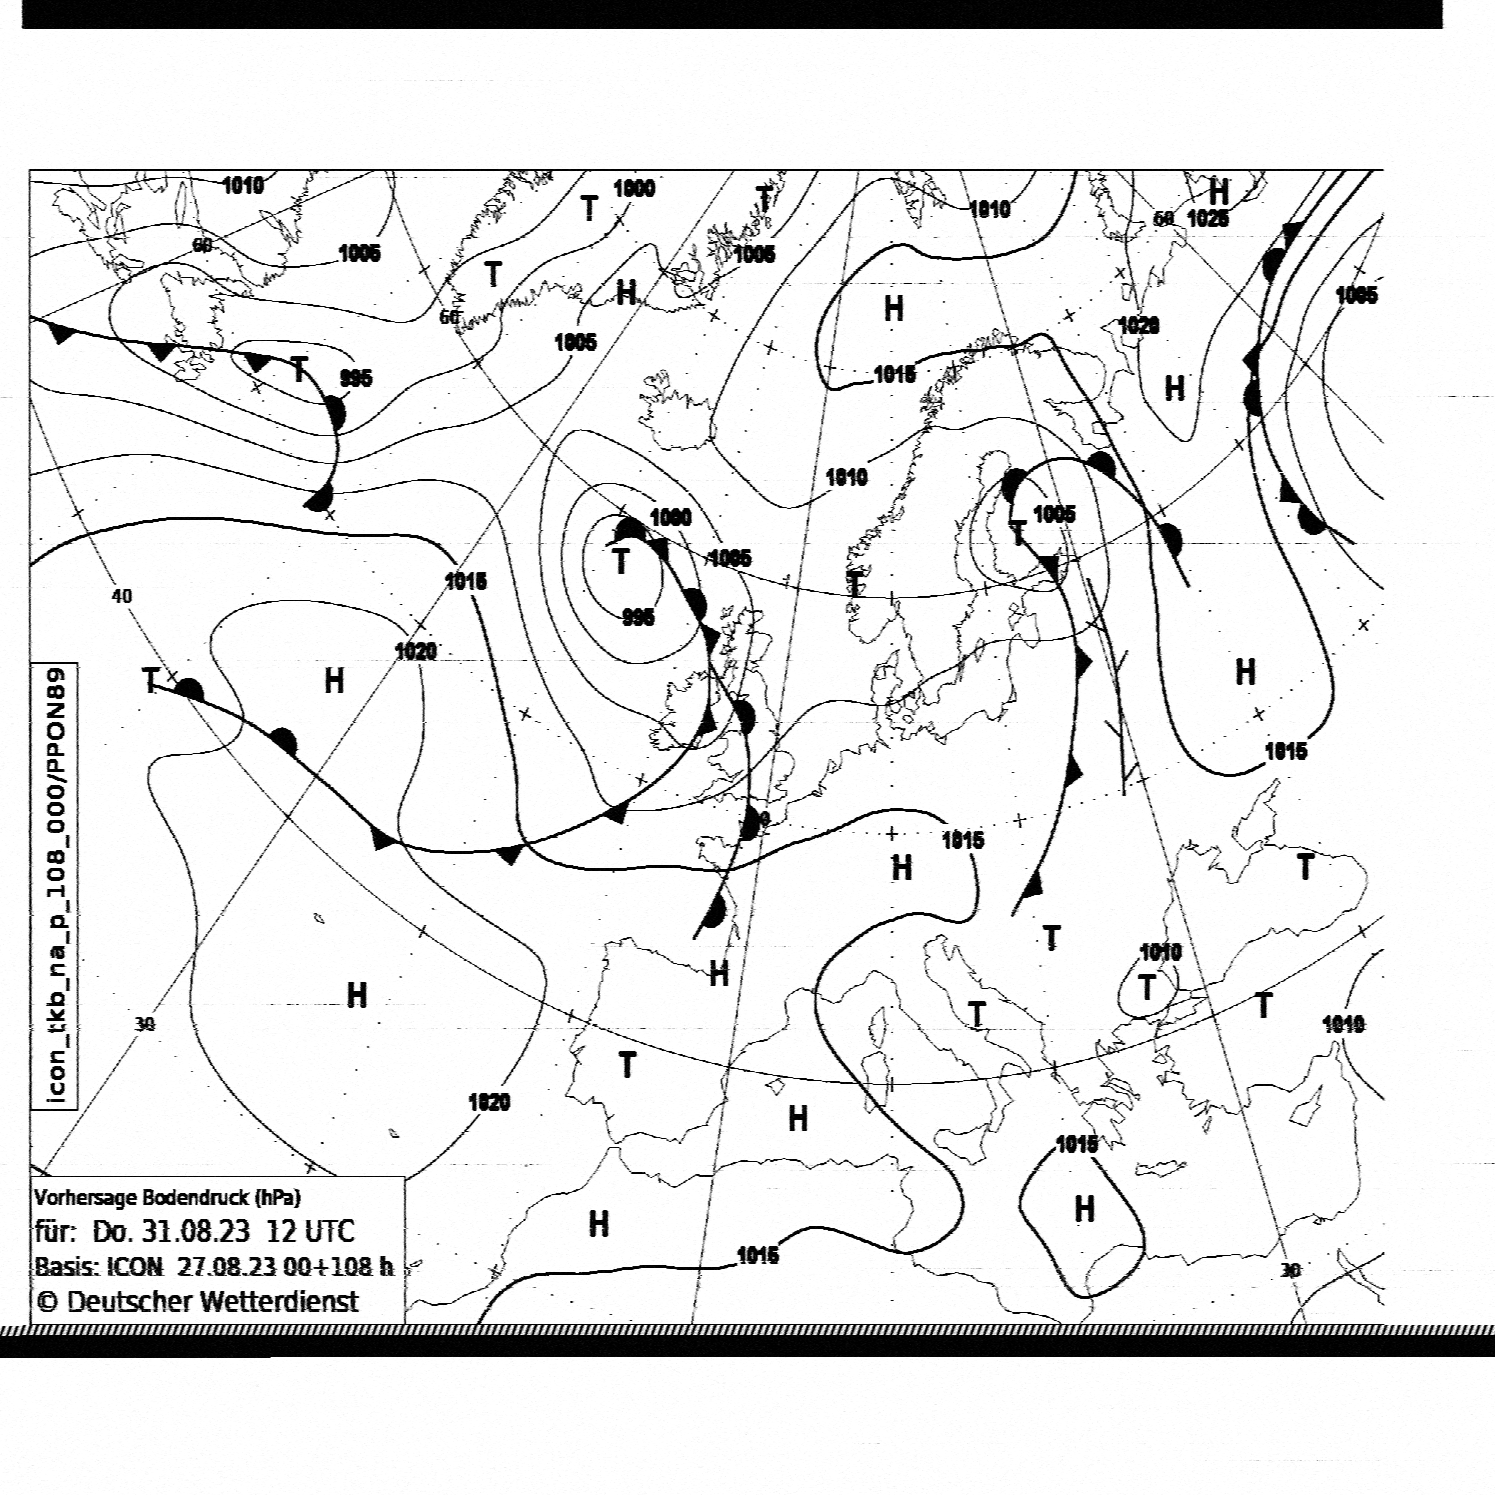 1010
T
1000
T
1010
H
60
1025
60
1005
T
H
1005
H
1005
60
1005
1020
T
995
1015
H
1010
1000
1005
T
T
1005
995
T
1015
40
1020
T
H
H
1015
1015
H
T
T
1010
H
H
T
T
T
30
1010
T
1020
H
1015
H
H
1015
30
icon_tkb_na_p_108_000/PPON89
Vorhersage Bodendruck (hPa)
für: Do. 31.08.23 12 UTC
Basis: ICON 27.08.23 00+108 h
© Deutscher Wetterdienst